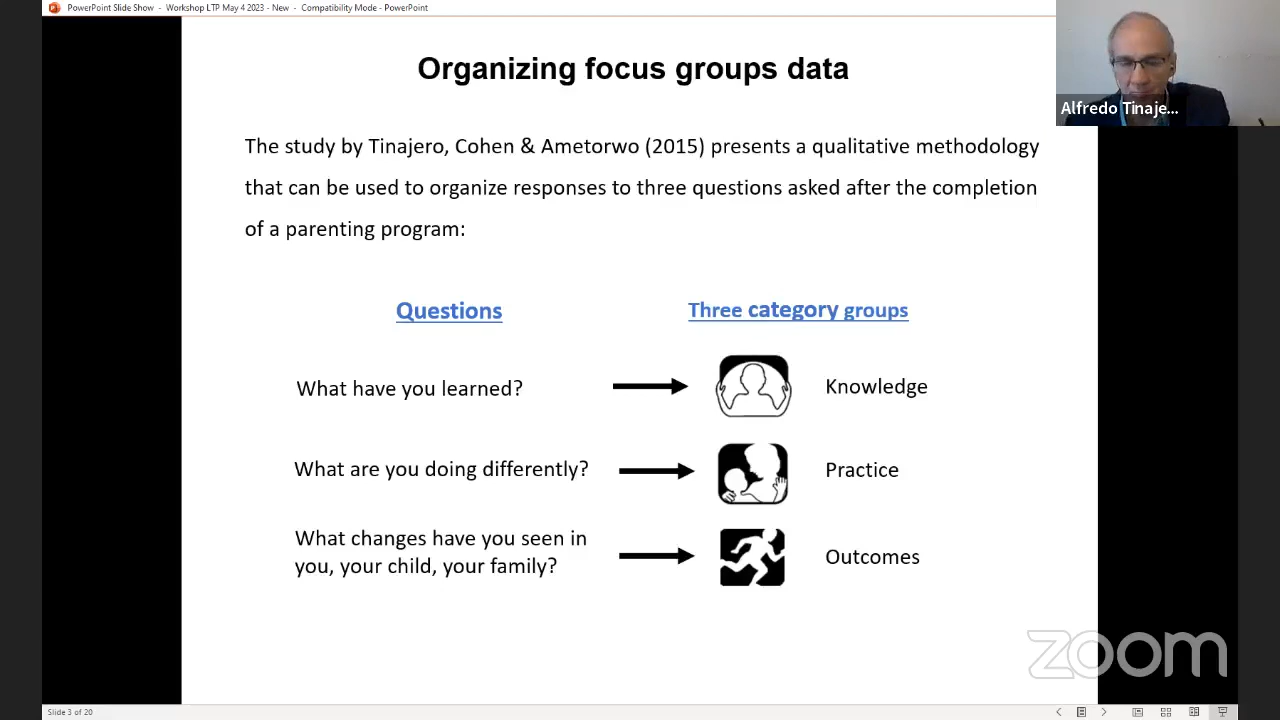 PowerPoint Slide Show - Workshop LTP May 4 2023 - New - Compatibility Mode - PowerPoint
Organizing focus groups data
Alfredo Tinaje...
The study by Tinajero, Cohen & Ametorwo (2015) presents a qualitative methodology
that can be used to organize responses to three questions asked after the completion
of a parenting program:
Questions
Three category groups
What have you learned?
Knowledge
What are you doing differently?
Practice
What changes have you seen in
you, your child, your family?
Outcomes
zoom
Slide 3 of 20